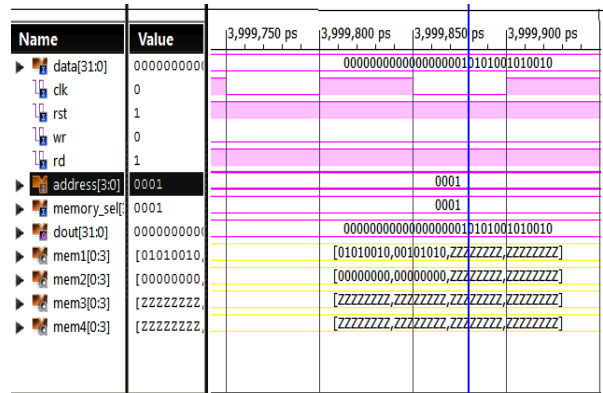 Name Value 3,999,750 ps 3,999,800 ps 3,999,850 ps 3,999,900 ps
data[31:0] 0000000000 00000000000000000010101001010010
clk 0
rst 1
wr 0
rd 1
address[3:0] 0001 0001
memory_sel[ 0001 0001
dout[31:0] 0000000000 00000000000000000010101001010010
mem1[0:3] [01010010, [01010010,00101010,ZZZZZZZZ,ZZZZZZZZ]
mem2[0:3] [00000000, [00000000,00000000,ZZZZZZZZ,ZZZZZZZZ]
mem3[0:3] [ZZZZZZZZ, [ZZZZZZZZ,ZZZZZZZZ,ZZZZZZZZ,ZZZZZZZZ]
mem4[0:3] [ZZZZZZZZ, [ZZZZZZZZ,ZZZZZZZZ,ZZZZZZZZ,ZZZZZZZZ]